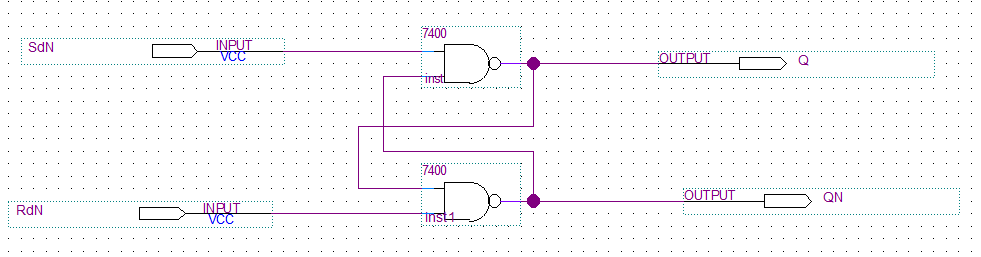 7400
SdN
INPUT
VCC
OUTPUT
Q
inst
7400
RdN
INPUT
VCC
OUTPUT
QN
inst1